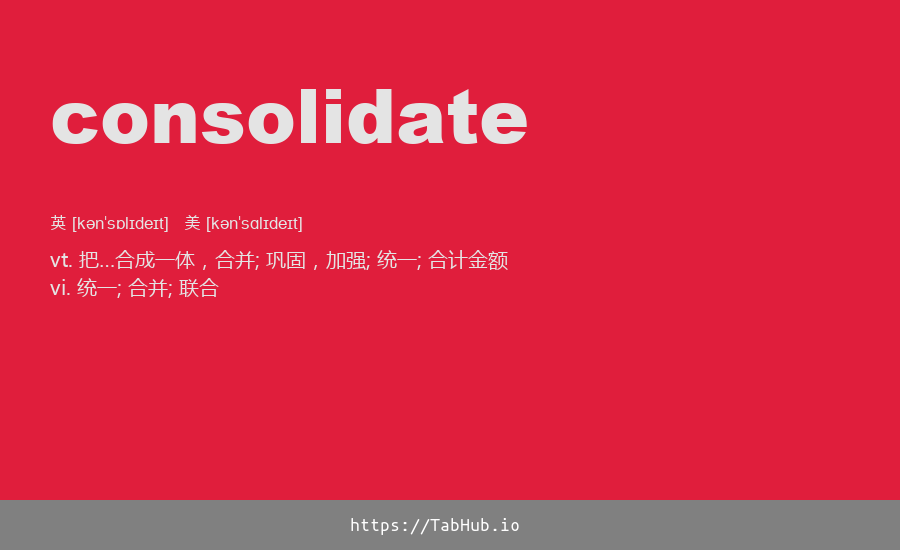 consolidate
英 [kən'sɒlɪdeɪt] 美 [kən'sɑlɪdeɪt]
vt. 把...合成一体，合并; 巩固，加强; 统一; 合计金额
vi. 统一; 合并; 联合
https://TabHub.io